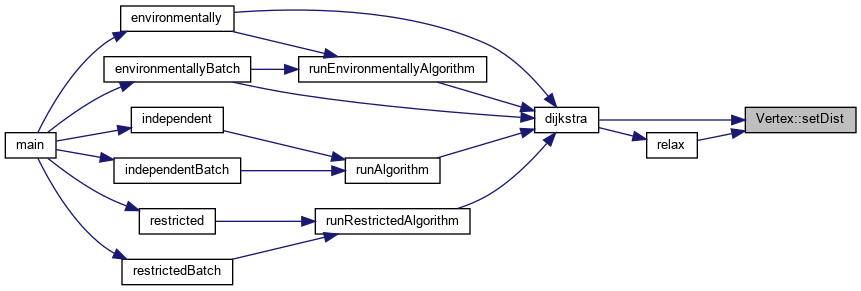 main
environmentally
environmentallyBatch
independent
independentBatch
restricted
restrictedBatch
runEnvironmentallyAlgorithm
runAlgorithm
runRestrictedAlgorithm
dijkstra
relax
Vertex::setDist